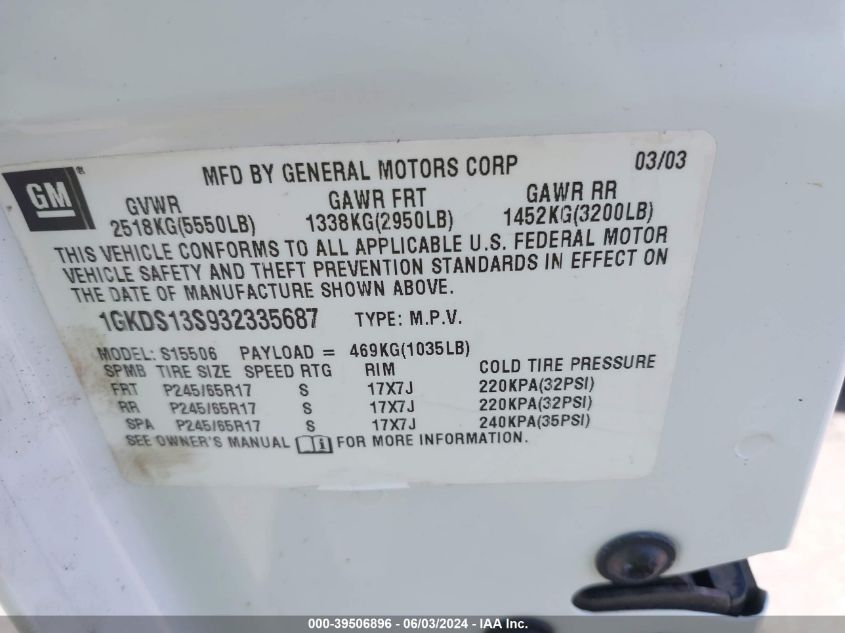 GM ®
MFD BY GENERAL MOTORS CORP 03/03
GVWR GAWR FRT GAWR RR
2518KG(5550LB) 1338KG(2950LB) 1452KG(3200LB)
THIS VEHICLE CONFORMS TO ALL APPLICABLE U.S. FEDERAL MOTOR
VEHICLE SAFETY AND THEFT PREVENTION STANDARDS IN EFFECT ON
THE DATE OF MANUFACTURE SHOWN ABOVE.
1GKDS13S932335687 TYPE: M.P.V.
MODEL: S15506 PAYLOAD = 469KG(1035LB)
SPMB TIRE SIZE SPEED RTG RIM COLD TIRE PRESSURE
FRT P245/65R17 S 17X7J 220KPA(32PSI)
RR P245/65R17 S 17X7J 220KPA(32PSI)
SPA P245/65R17 S 17X7J 240KPA(35PSI)
SEE OWNER'S MANUAL i FOR MORE INFORMATION.
000-39506896 - 06/03/2024 - IAA Inc.